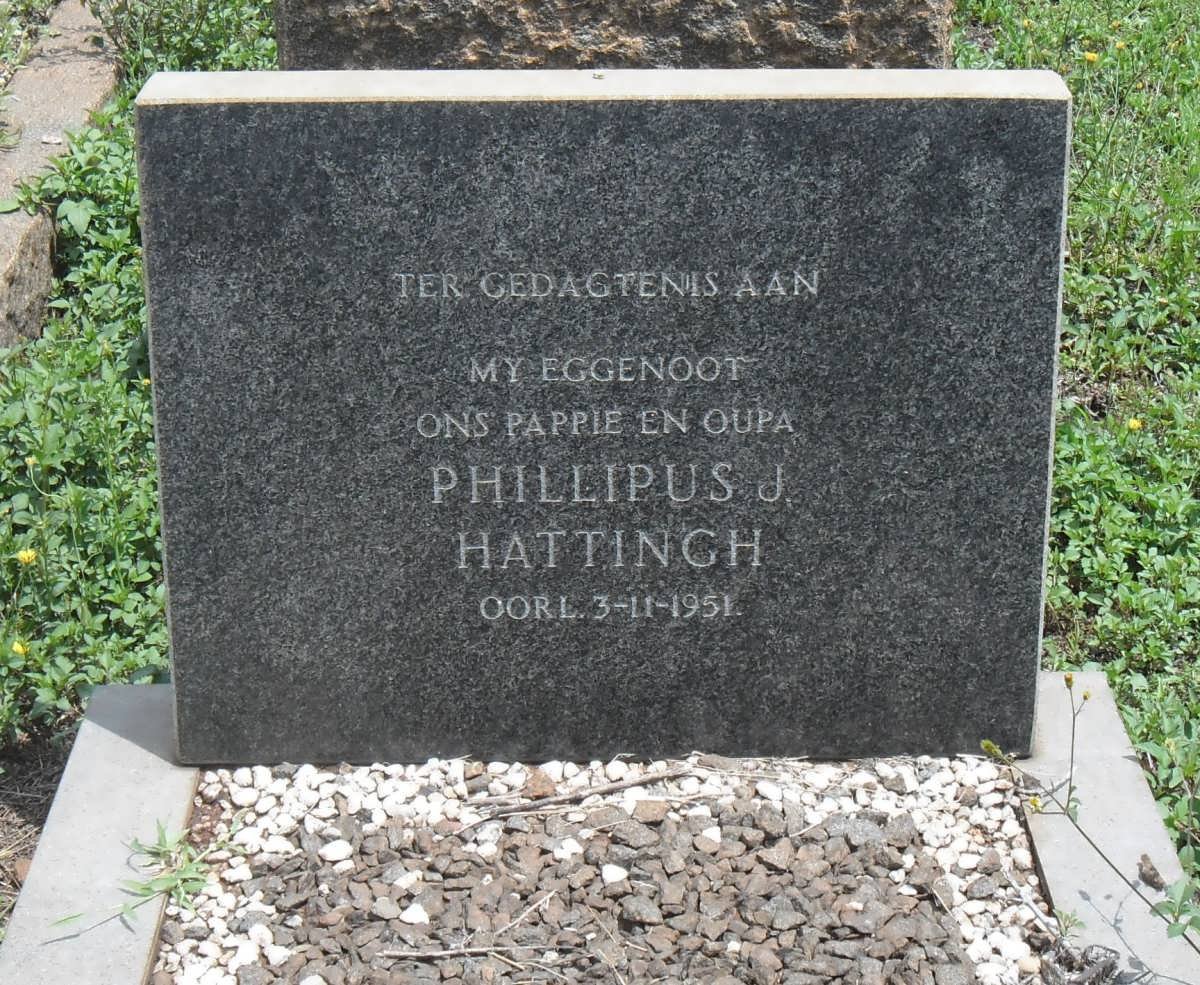 TER GEDAGTENIS AAN
MY EGGENOOT
ONS PAPPIE EN OUPA
PHILLIPUS J.
HATTINGH
OORL. 3-11-1951.